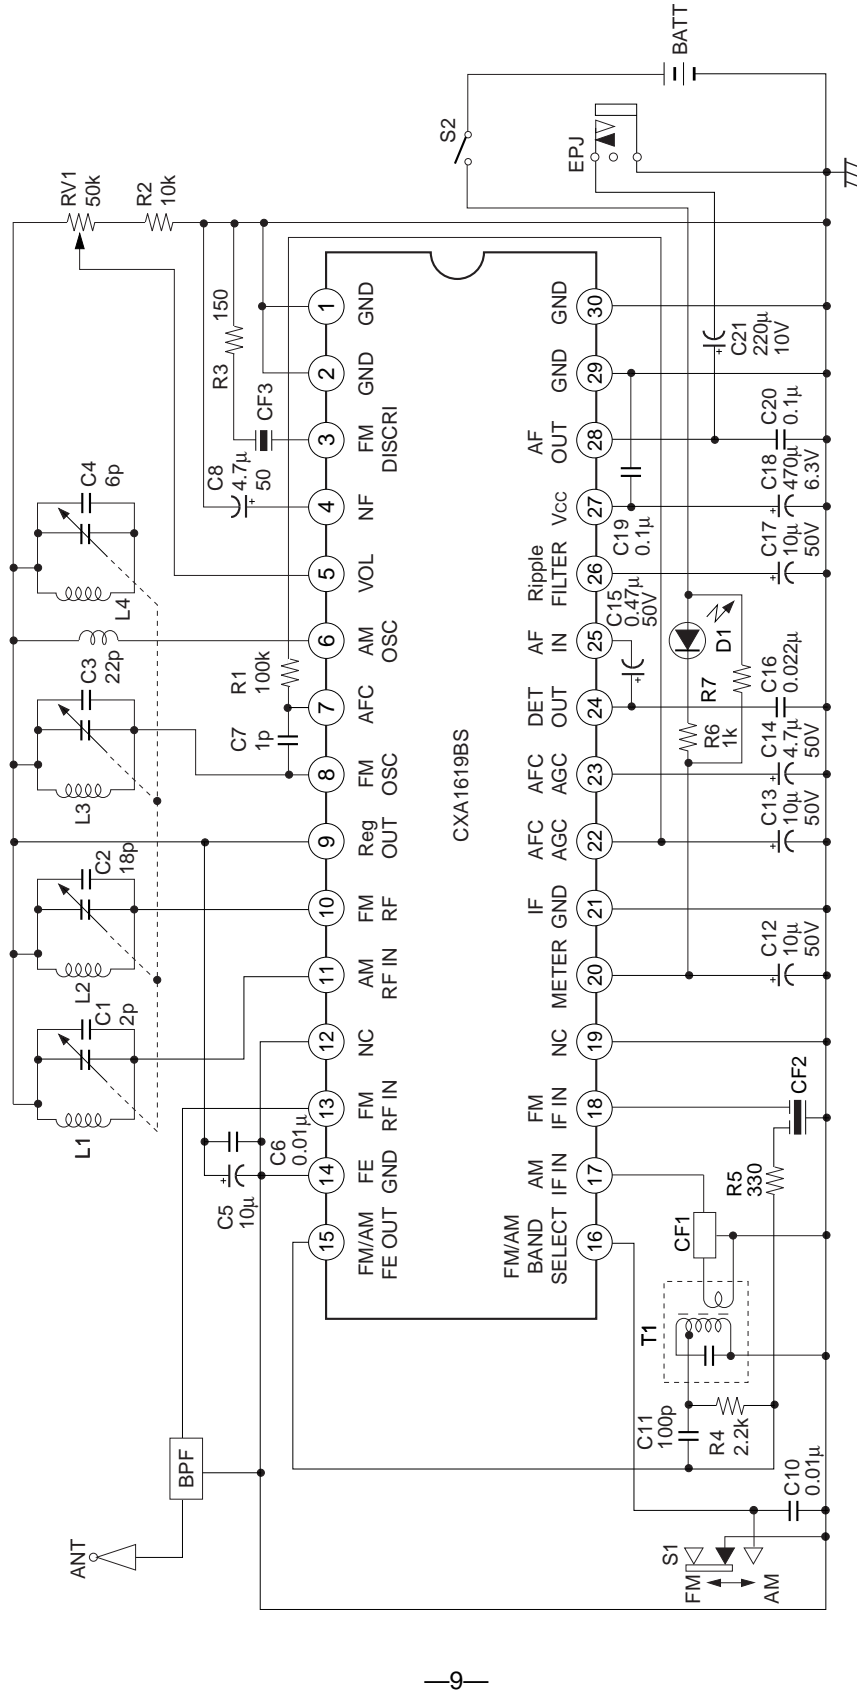 ANT
BPF
L1
C1
2p
L2
C2
18p
L3
C3
22p
L4
C4
6p
RV1
50k
R2
10k
C5
10µ
C6
0.01µ
C7
1p
R1
100k
C8
4.7µ
50
R3
150
CF3
15
14
13
12
11
10
9
8
7
6
5
4
3
2
1
FM/AM
FE OUT
FE
GND
FM
RF IN
NC
AM
RF IN
FM
RF
Reg
OUT
FM
OSC
AFC
AM
OSC
VOL
NF
FM
DISCRI
GND
GND
CXA1619BS
FM/AM
BAND
SELECT
AM
IF IN
FM
IF IN
NC
METER
IF
GND
AFC
AGC
AFC
AGC
DET
OUT
AF
IN
Ripple
FILTER
Vcc
AF
OUT
GND
GND
16
17
18
19
20
21
22
23
24
25
26
27
28
29
30
S1
FM
AM
C10
0.01µ
C11
100p
R4
2.2k
T1
CF1
R5
330
CF2
C12
10µ
50V
C13
10µ
50V
C14
4.7µ
50V
C16
0.022µ
R6
1k
R7
D1
C15
0.47µ
50V
C17
10µ
50V
C19
0.1µ
C18
470µ
6.3V
C20
0.1µ
C21
220µ
10V
S2
EPJ
BATT
—9—